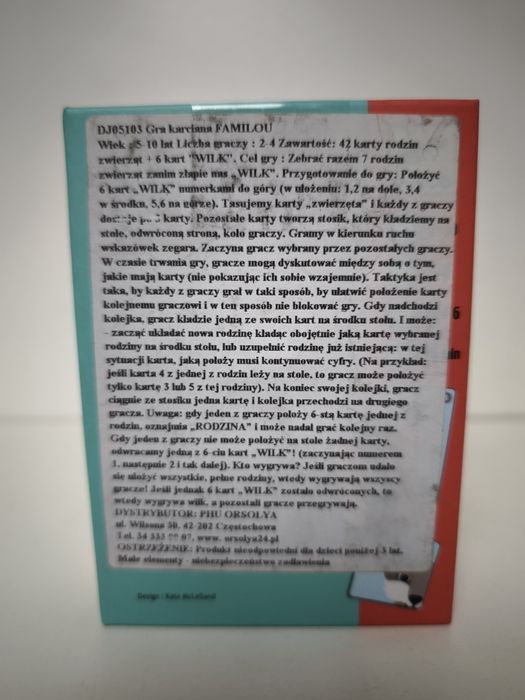 DJ05103 Gra karciana FAMILOU
Wiek : 5-10 lat Liczba graczy : 2-4 Zawartość: 42 karty rodzin
zwierząt + 6 kart "WILK". Cel gry : Zebrać razem 7 rodzin
zwierząt zanim złapie nas „WILK". Przygotowanie do gry: Położyć
6 kart „WILK" numerkami do góry (w ułożeniu: 1,2 na dole, 3,4
w środku, 5,6 na górze). Tasujemy karty „zwierzęta" i każdy z graczy
po 3 karty. Pozostałe karty tworzą stosik, który kładziemy na
stole, odwróconą stroną, koło graczy. Gramy w kierunku ruchu
wskazówek zegara. Zaczyna gracz wybrany przez pozostałych graczy.
W czasie trwania gry, gracze mogą dyskutować między sobą o tym,
jakie mają karty (nie pokazując ich sobie wzajemnie). Taktyka jest
taka, by każdy z graczy grał w taki sposób, by ułatwić położenie karty
kolejnemu graczowi i w ten sposób nie blokować gry. Gdy nadchodzi
kolejka, gracz kładzie jedną ze swoich kart na środku stołu. I może:
- zacząć układać nową rodzinę kładąc obojętnie jaką kartę wybranej
rodziny na środku stołu, lub uzupełnić rodzinę już istniejącą: w tej
sytuacji karta, jaką położy musi kontynuować cyfry. (Na przykład:
jeśli karta 4 z jednej z rodzin leży na stole, to gracz może położyć
tylko kartę 3 lub 5 z tej rodziny). Na koniec swojej kolejki, gracz
ciągnie ze stosiku jedna kartę i kolejka przechodzi na drugiego
gracza. Uwaga: gdy jeden z graczy położy 6-stą kartę jednej z
rodzin, oznajmia „RODZINA" i może nadal grać kolejny raz.
Gdy jeden z graczy nie może położyć na stole żadnej karty,
odwracamy jedną z 6-ciu kart „WILK"! (zaczynając numerem
1, następnie 2 i tak dalej). Kto wygrywa? Jeśli graczom udało
się ułożyć wszystkie, pełne rodziny, wtedy wygrywają wszyscy
gracze! Jeśli jednak 6 kart „WILK" zostało odwróconych, to
wtedy wygrywa wilk, a pozostali gracze przegrywają.
DYSTRYBUTOR: PHU ORSOLYA
ul. Wilsona 30, 42 202 Częstochowa
Tel. 34 333 07, www. orsolya24.pl
OSTRZEŻENIE: Produkt nieodpowiedni dla dzieci poniżej 3 lat.
Małe elementy - niebezpieczeństwo zadławienia
Design : Kate McLelland
6